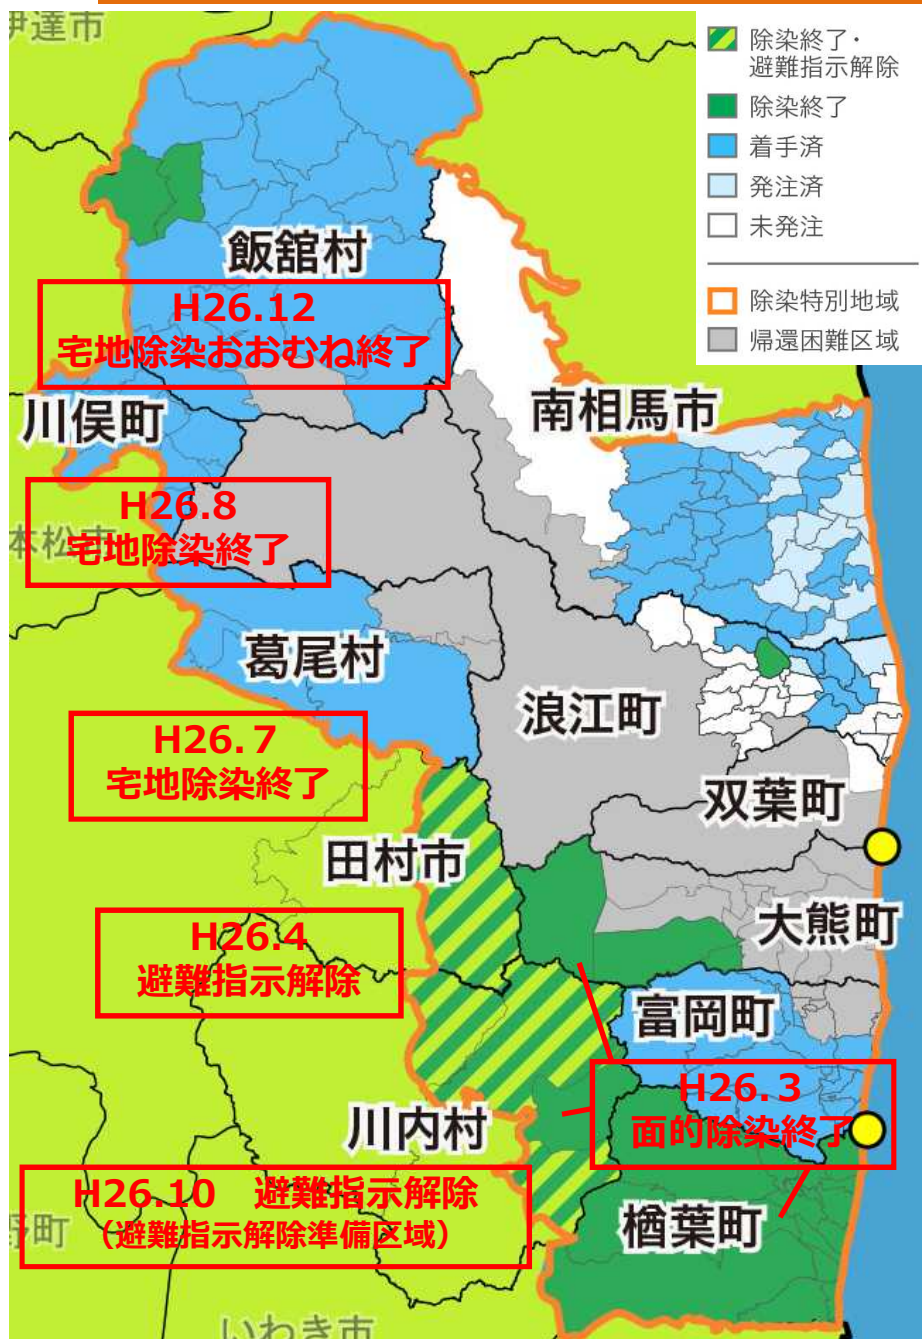 伊達市
除染終了・
避難指示解除
除染終了
着手済
発注済
未発注
除染特別地域
帰還困難区域
飯舘村
H26.12
宅地除染おおむね終了
川俣町
南相馬市
H26.8
宅地除染終了
本松市
葛尾村
浪江町
H26.7
宅地除染終了
双葉町
田村市
大熊町
H26.4
避難指示解除
富岡町
H26.3
面的除染終了
川内村
H26.10 避難指示解除
(避難指示解除準備区域)
野町
楢葉町
いわき市